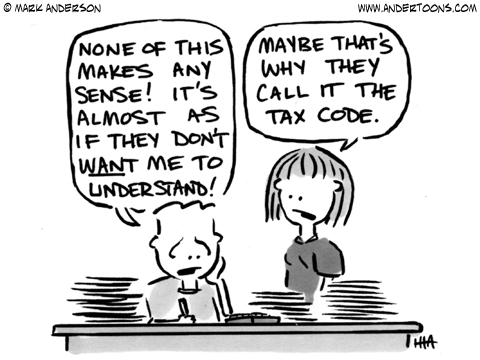 © MARK ANDERSON
WWW.ANDERTOONS.COM
NONE OF THIS
MAKES ANY
SENSE! IT'S
ALMOST AS
IF THEY DON'T
WANT ME TO
UNDERSTAND!
MAYBE THAT'S
WHY THEY
CALL IT THE
TAX CODE.